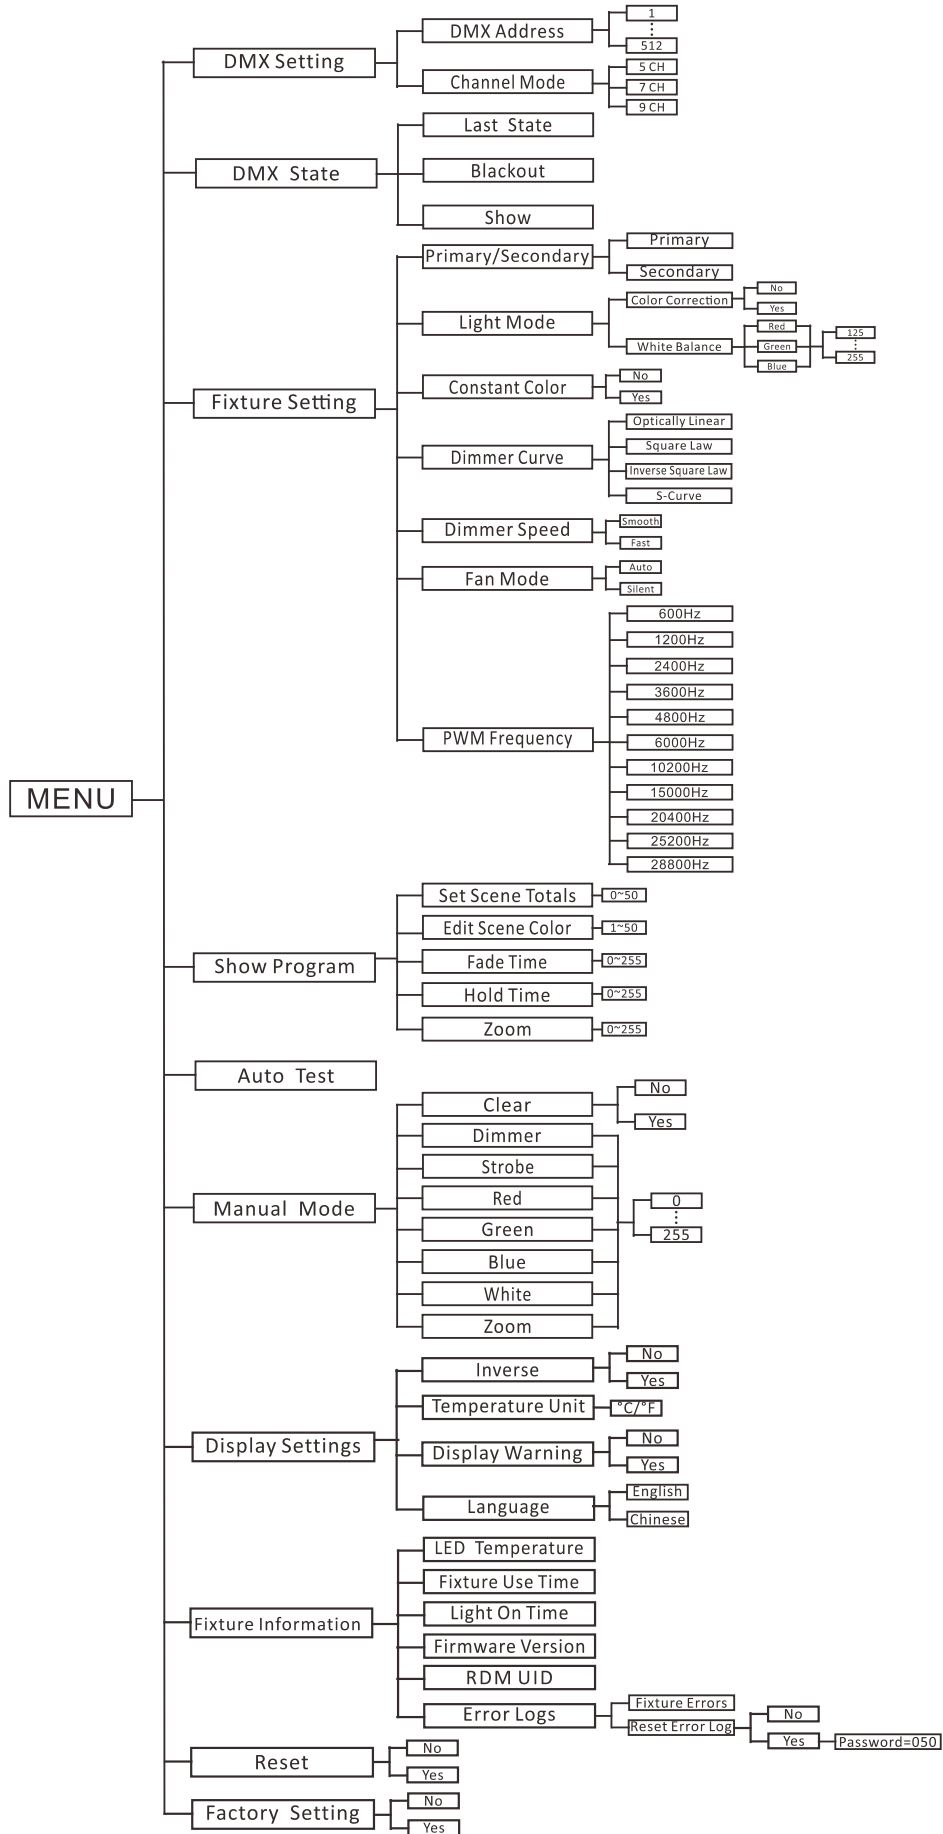 MENU
DMX Setting
DMX Address
1
512
Channel Mode
5 CH
7 CH
9 CH
DMX State
Last State
Blackout
Show
Fixture Setting
Primary/Secondary
Primary
Secondary
Light Mode
Color Correction
No
Yes
White Balance
Red
Green
Blue
125
255
Constant Color
No
Yes
Dimmer Curve
Optically Linear
Square Law
Inverse Square Law
S-Curve
Dimmer Speed
Smooth
Fast
Fan Mode
Auto
Silent
PWM Frequency
600Hz
1200Hz
2400Hz
3600Hz
4800Hz
6000Hz
10200Hz
15000Hz
20400Hz
25200Hz
28800Hz
Show Program
Set Scene Totals
0~50
Edit Scene Color
1~50
Fade Time
0~255
Hold Time
0~255
Zoom
0~255
Auto Test
Manual Mode
Clear
No
Yes
Dimmer
Strobe
Red
Green
Blue
White
Zoom
0
255
Display Settings
Inverse
No
Yes
Temperature Unit
°C/°F
Display Warning
No
Yes
Language
English
Chinese
Fixture Information
LED Temperature
Fixture Use Time
Light On Time
Firmware Version
RDM UID
Error Logs
Fixture Errors
Reset Error Log
No
Yes
Password=050
Reset
No
Yes
Factory Setting
No
Yes